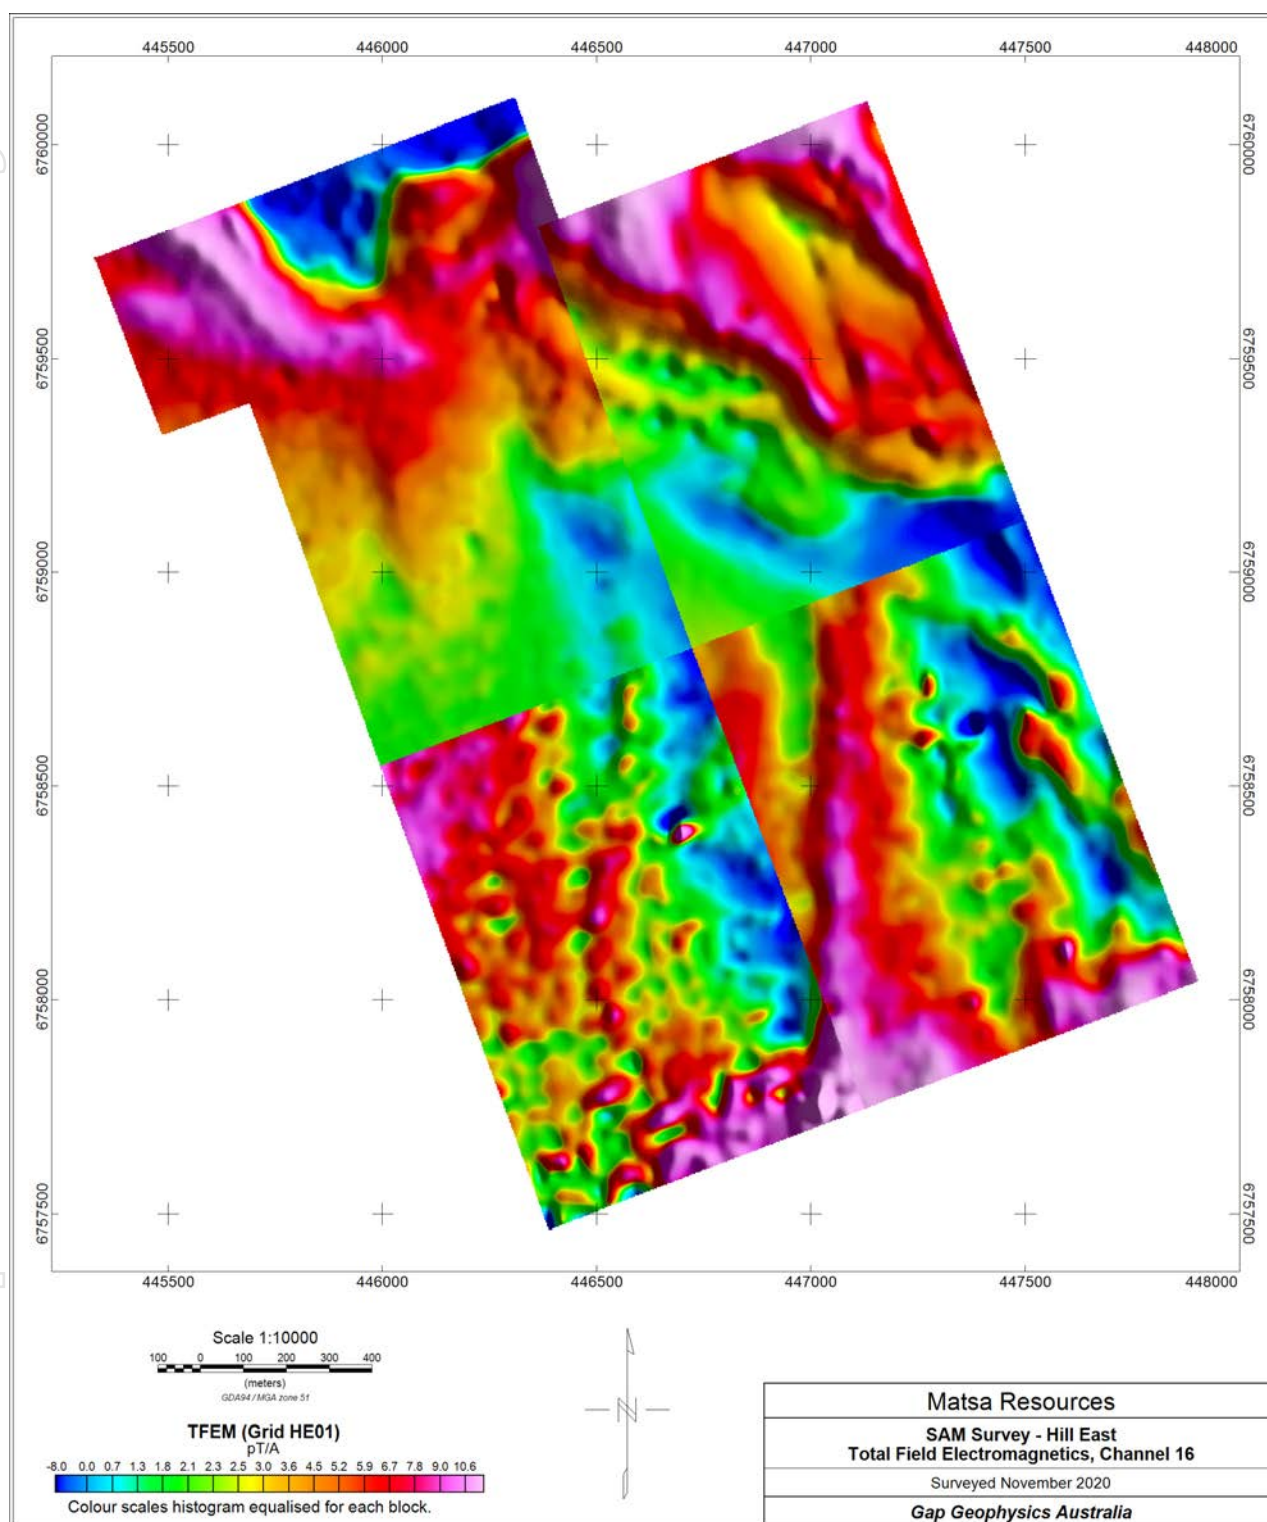 445500 446000 446500 447000 447500 448000
6760000 6760000
6759500 6759500
6759000 6759000
6758500 6758500
6758000 6758000
6757500 6757500
445500 446000 446500 447000 447500 448000
Scale 1:10000
100 0 100 200 300 400
(meters)
GDA94 / MGA zone 51
TFEM (Grid HE01)
pT/A
-8.0 0.0 0.7 1.3 1.8 2.1 2.3 2.5 3.0 3.6 4.5 5.2 5.9 6.7 7.8 9.0 10.6
Colour scales histogram equalised for each block.
N
Matsa Resources
SAM Survey - Hill East
Total Field Electromagnetics, Channel 16
Surveyed November 2020
Gap Geophysics Australia